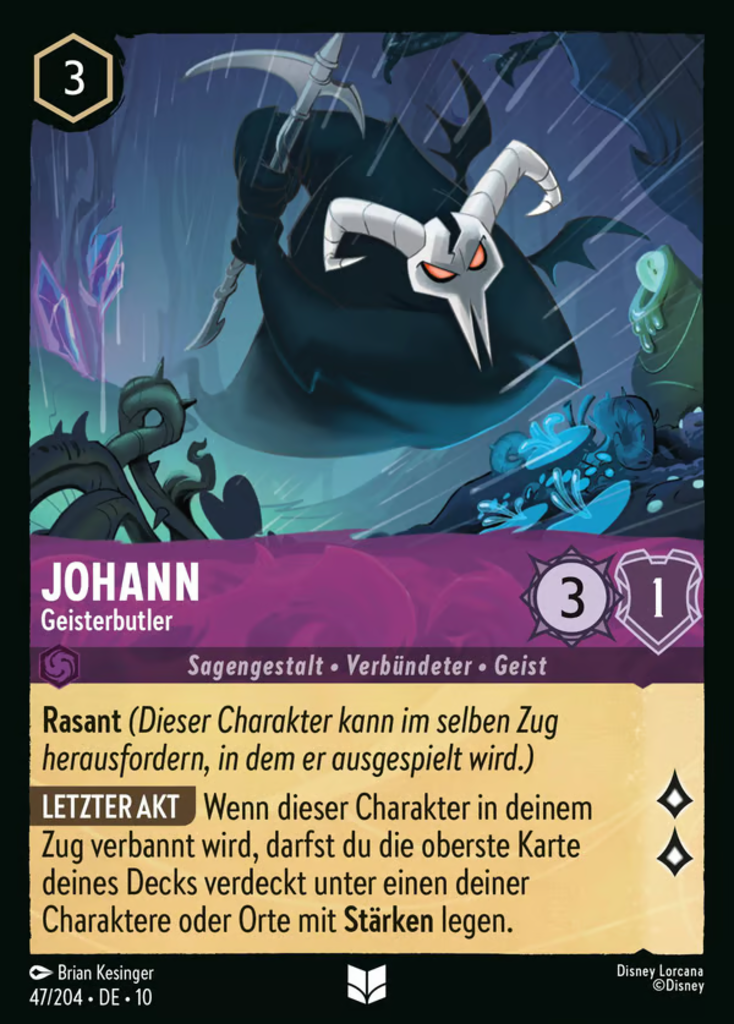 3
JOHANN
Geisterbutler
3
1
Sagengestalt • Verbündeter • Geist
Rasant (Dieser Charakter kann im selben Zug
herausfordern, in dem er ausgespielt wird.)
LETZTER AKT Wenn dieser Charakter in deinem
Zug verbannt wird, darfst du die oberste Karte
deines Decks verdeckt unter einen deiner
Charaktere oder Orte mit Stärken legen.
Brian Kesinger
47/204 • DE • 10
Disney Lorcana
©Disney